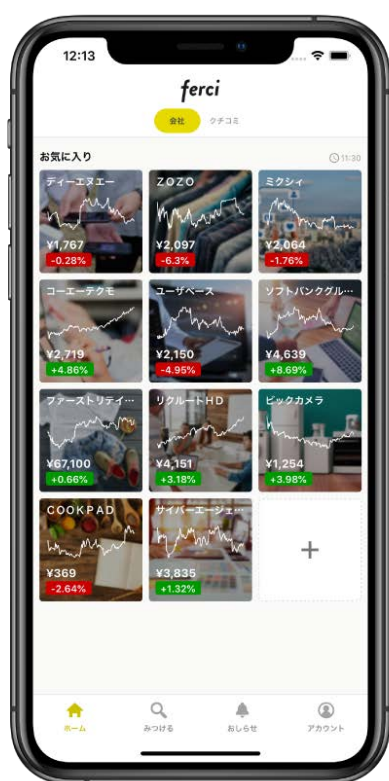 12:13
ferci
会社 クチコミ
お気に入り 11:30
ディーエヌエー
¥1,767
-0.28%
ZOZO
¥2,097
-6.3%
ミクシィ
¥2,064
-1.76%
コーエーテクモ
¥2,719
+4.86%
ユーザベース
¥2,150
-4.95%
ソフトバンクグル…
¥4,639
+8.69%
ファーストリテイ…
¥67,100
+0.66%
リクルートHD
¥4,151
+3.18%
ビックカメラ
¥1,254
+3.98%
COOKPAD
¥369
-2.64%
サイバーエージェ…
¥3,835
+1.32%
+
ホーム みつける おしらせ アカウント